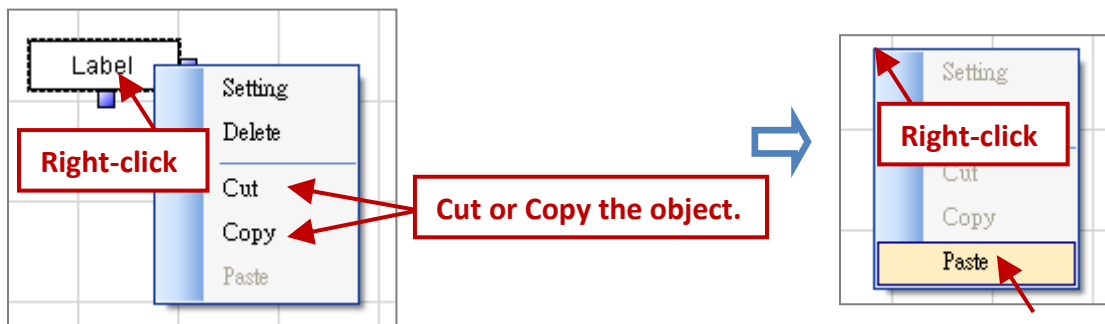 Label
Setting
Delete
Right-click
Cut
Copy
Paste
Cut or Copy the object.
Setting
Right-click
Cut
Copy
Paste